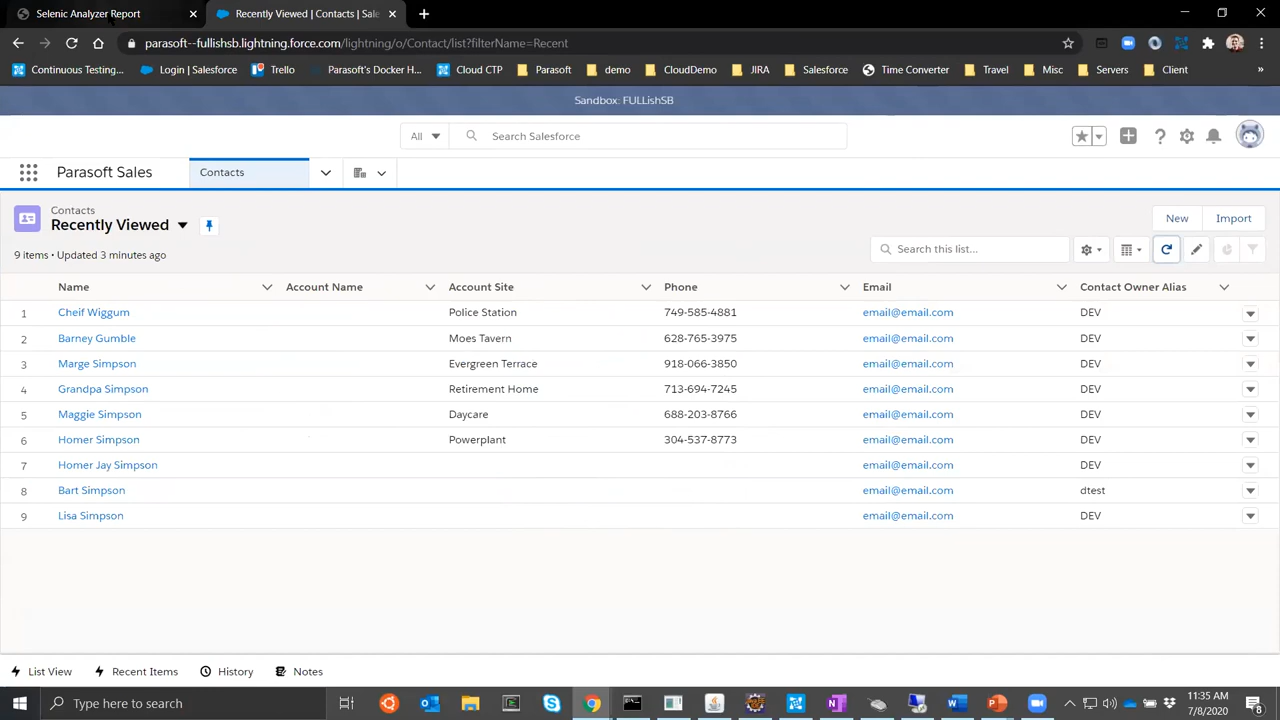 Selenic Analyzer Report
Recently Viewed | Contacts | Sale
parasoft--fullishsb.lightning.force.com/lightning/o/Contact/list?filterName=Recent
Continuous Testing... Login | Salesforce Trello Parasoft's Docker H... Cloud CTP Parasoft demo CloudDemo JIRA Salesforce Time Converter Travel Misc Servers Client »
Sandbox: FULLishSB
All Search Salesforce
Parasoft Sales Contacts
Contacts
Recently Viewed
New Import
9 items • Updated 3 minutes ago
Search this list...
Name Account Name Account Site Phone Email Contact Owner Alias
1 Cheif Wiggum Police Station 749-585-4881 email@email.com DEV
2 Barney Gumble Moes Tavern 628-765-3975 email@email.com DEV
3 Marge Simpson Evergreen Terrace 918-066-3850 email@email.com DEV
4 Grandpa Simpson Retirement Home 713-694-7245 email@email.com DEV
5 Maggie Simpson Daycare 688-203-8766 email@email.com DEV
6 Homer Simpson Powerplant 304-537-8773 email@email.com DEV
7 Homer Jay Simpson email@email.com DEV
8 Bart Simpson email@email.com dtest
9 Lisa Simpson email@email.com DEV
List View Recent Items History Notes
Type here to search
11:35 AM
7/8/2020
8